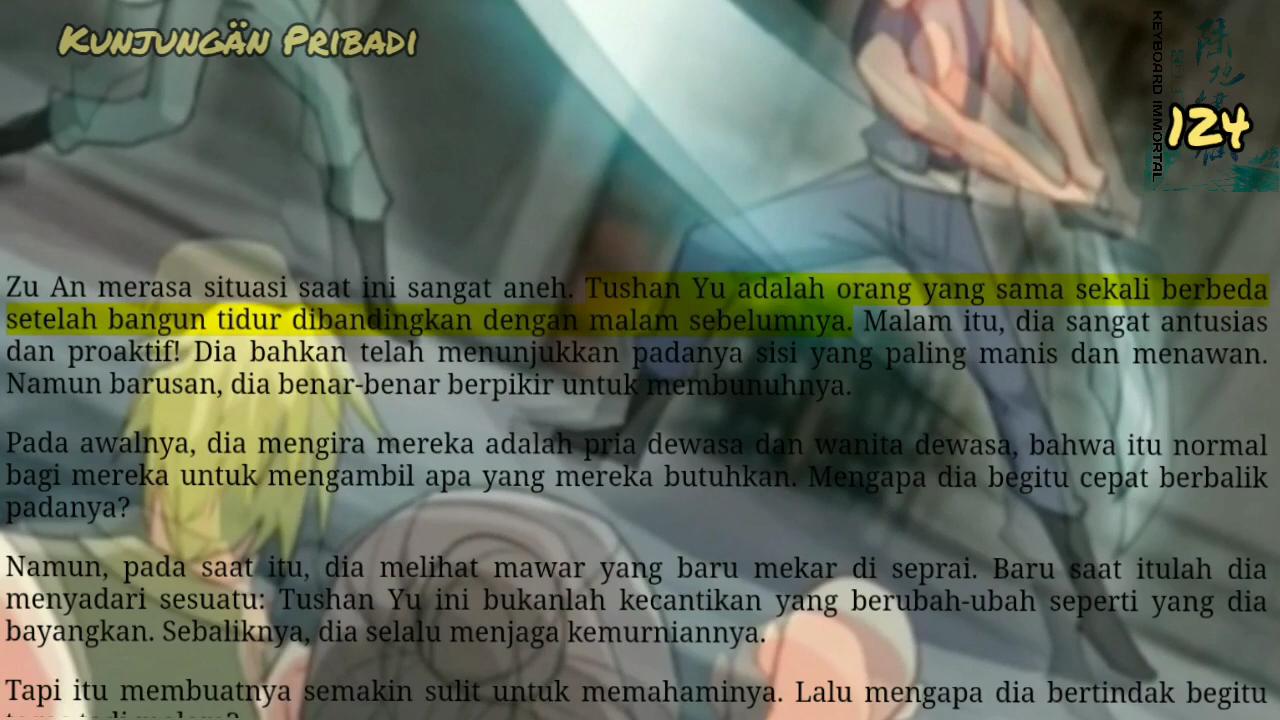 Kunjungän Pribadi
KEYBOARD IMMORTAL
124
Zu An merasa situasi saat ini sangat aneh. Tushan Yu adalah orang yang sama sekali berbeda
setelah bangun tidur dibandingkan dengan malam sebelumnya. Malam itu, dia sangat antusias
dan proaktif! Dia bahkan telah menunjukkan padanya sisi yang paling manis dan menawan.
Namun barusan, dia benar-benar berpikir untuk membunuhnya.
Pada awalnya, dia mengira mereka adalah pria dewasa dan wanita dewasa, bahwa itu normal
bagi mereka untuk mengambil apa yang mereka butuhkan. Mengapa dia begitu cepat berbalik
padanya?
Namun, pada saat itu, dia melihat mawar yang baru mekar di seprai. Baru saat itulah dia
menyadari sesuatu: Tushan Yu ini bukanlah kecantikan yang berubah-ubah seperti yang dia
bayangkan. Sebaliknya, dia selalu menjaga kemurniannya.
Tapi itu membuatnya semakin sulit untuk memahaminya. Lalu mengapa dia bertindak begitu